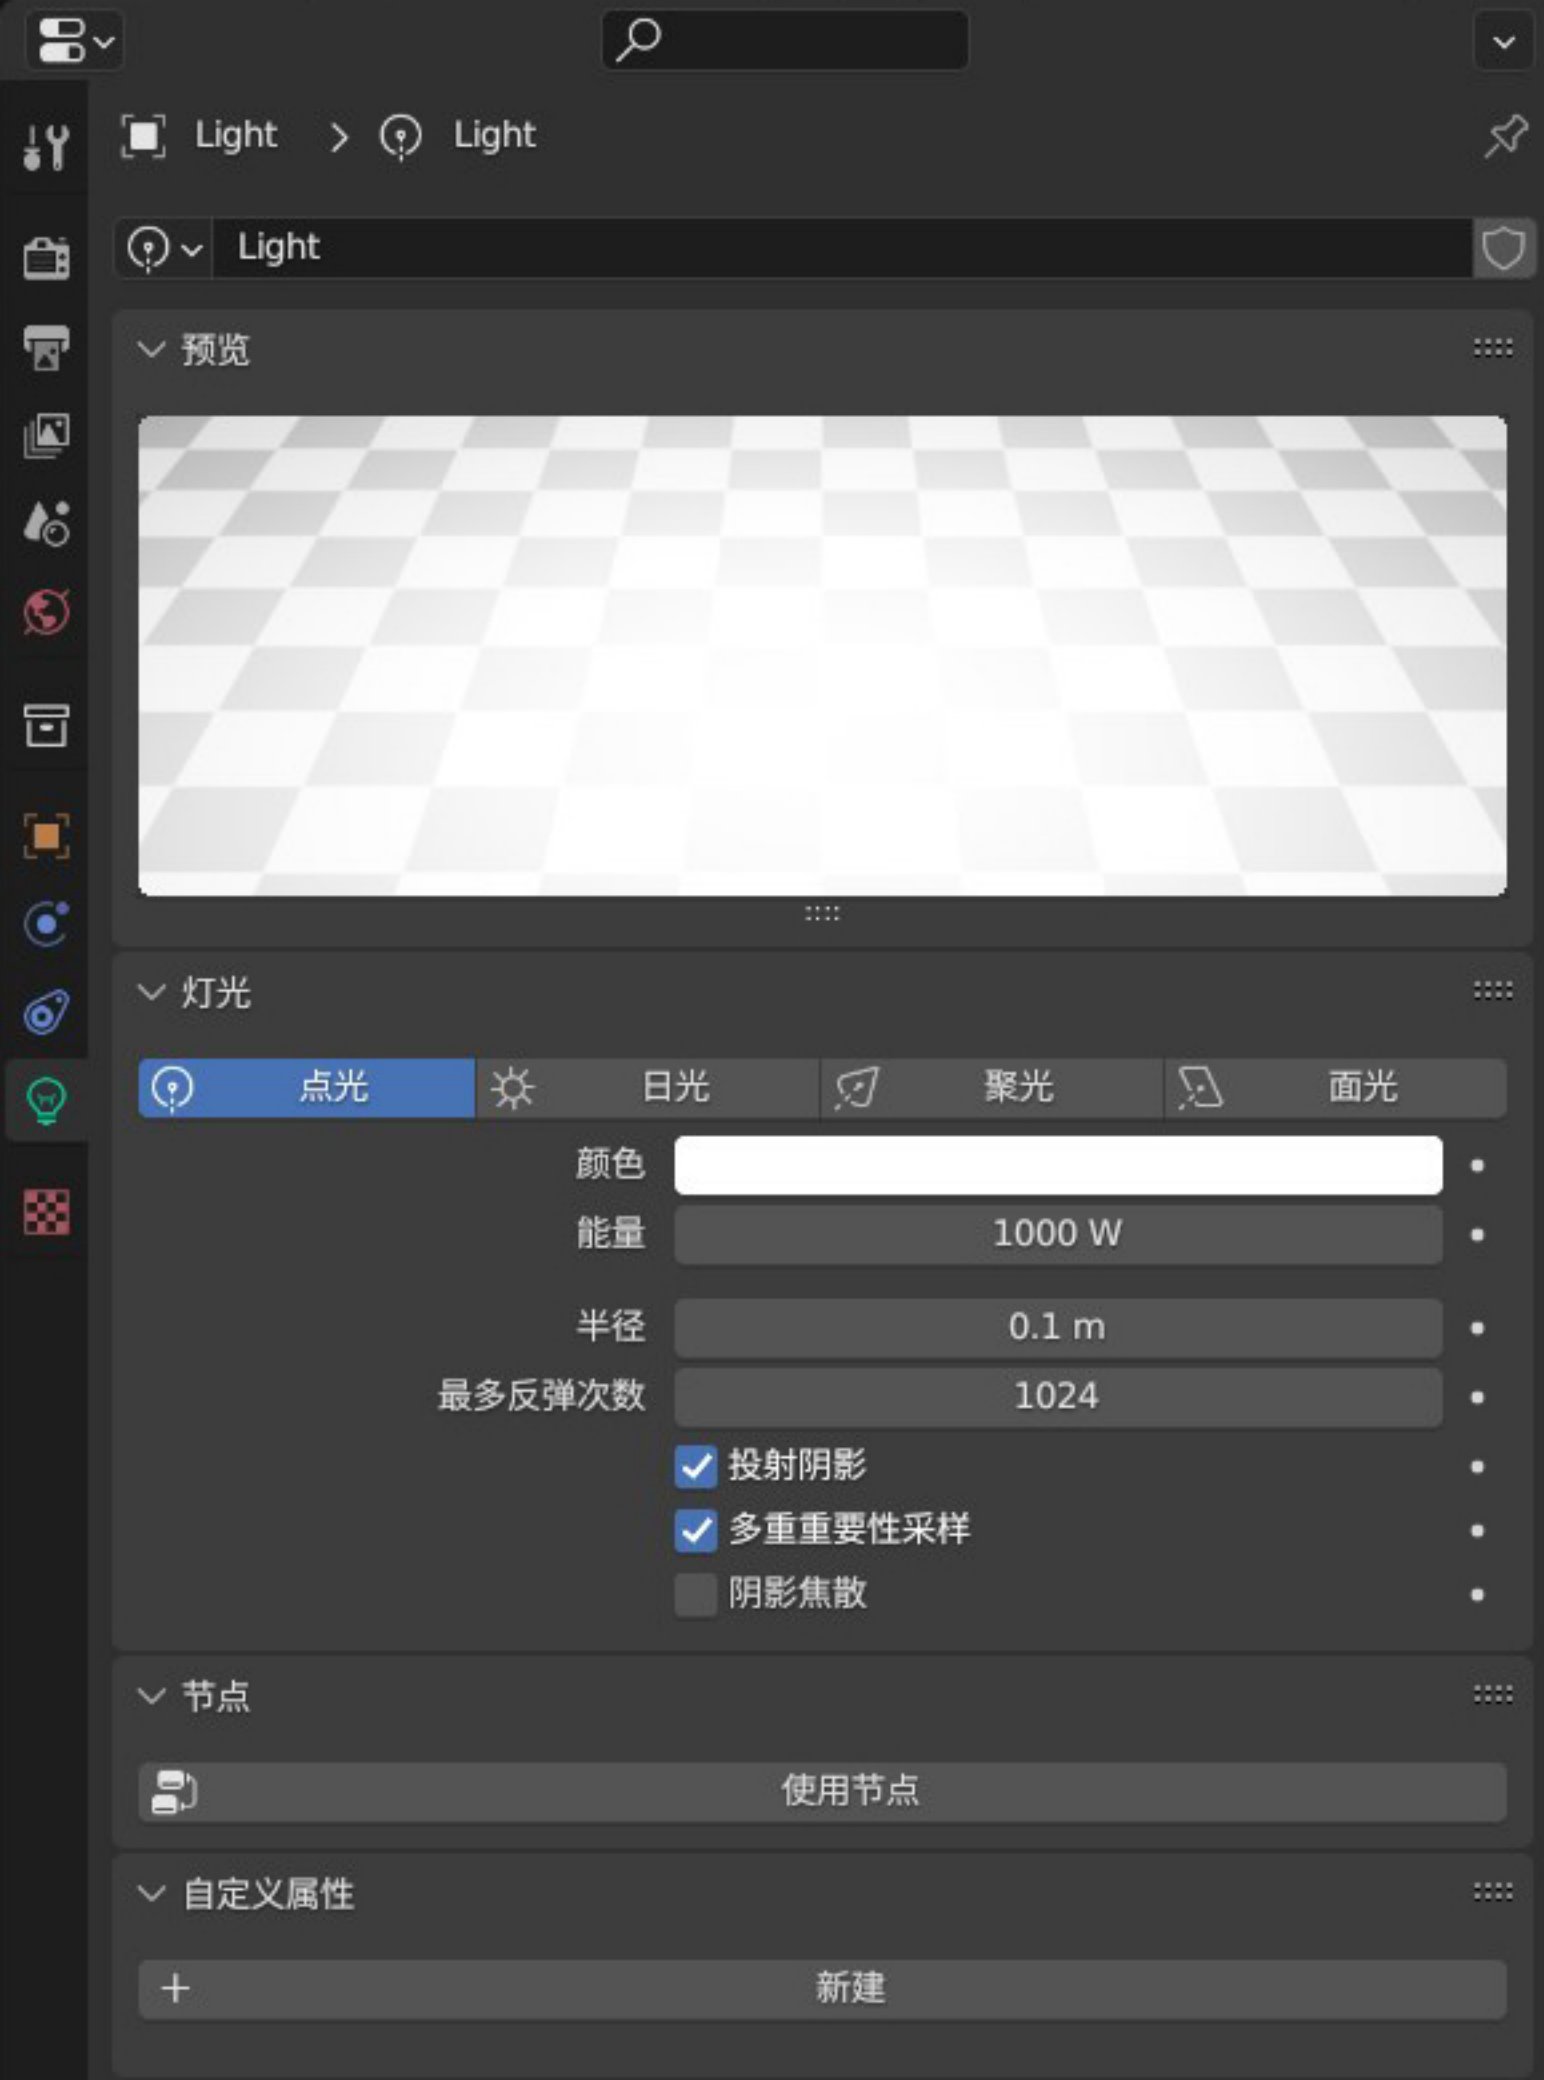 Light > Light
Light
预览
灯光
点光 日光 聚光 面光
颜色
能量 1000 W
半径 0.1 m
最多反弹次数 1024
投射阴影
多重重要性采样
阴影焦散
节点
使用节点
自定义属性
新建